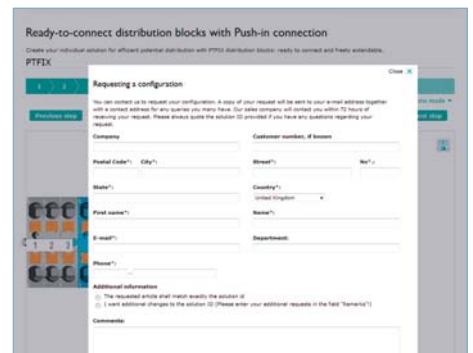 Ready-to-connect distribution blocks with Push-in connection
Create your individual solution for efficient potential distribution with PTFIX distribution blocks: ready to connect and freely extendable.
PTFIX
Close
1 2
Requesting a configuration
You can contact us to request your configuration. A copy of your request will be sent to your e-mail address together
with a contact address for any queries you may have. Our sales company will contact you within 72 hours of
receiving your request. Please always quote the solution ID provided if you have any questions regarding your
request.
mode
Previous step
step
Company
Customer number, if known
Postal Code*: City*:
Street*: No*.:
State*:
Country*:
United Kingdom
First name*:
Name*:
1 2 3
E-mail*:
Department:
Phone*:
Additional information
The requested article shall match exactly the solution id
I want additional changes to the solution ID (Please enter your additional requests in the field "Remarks"!)
Comments: